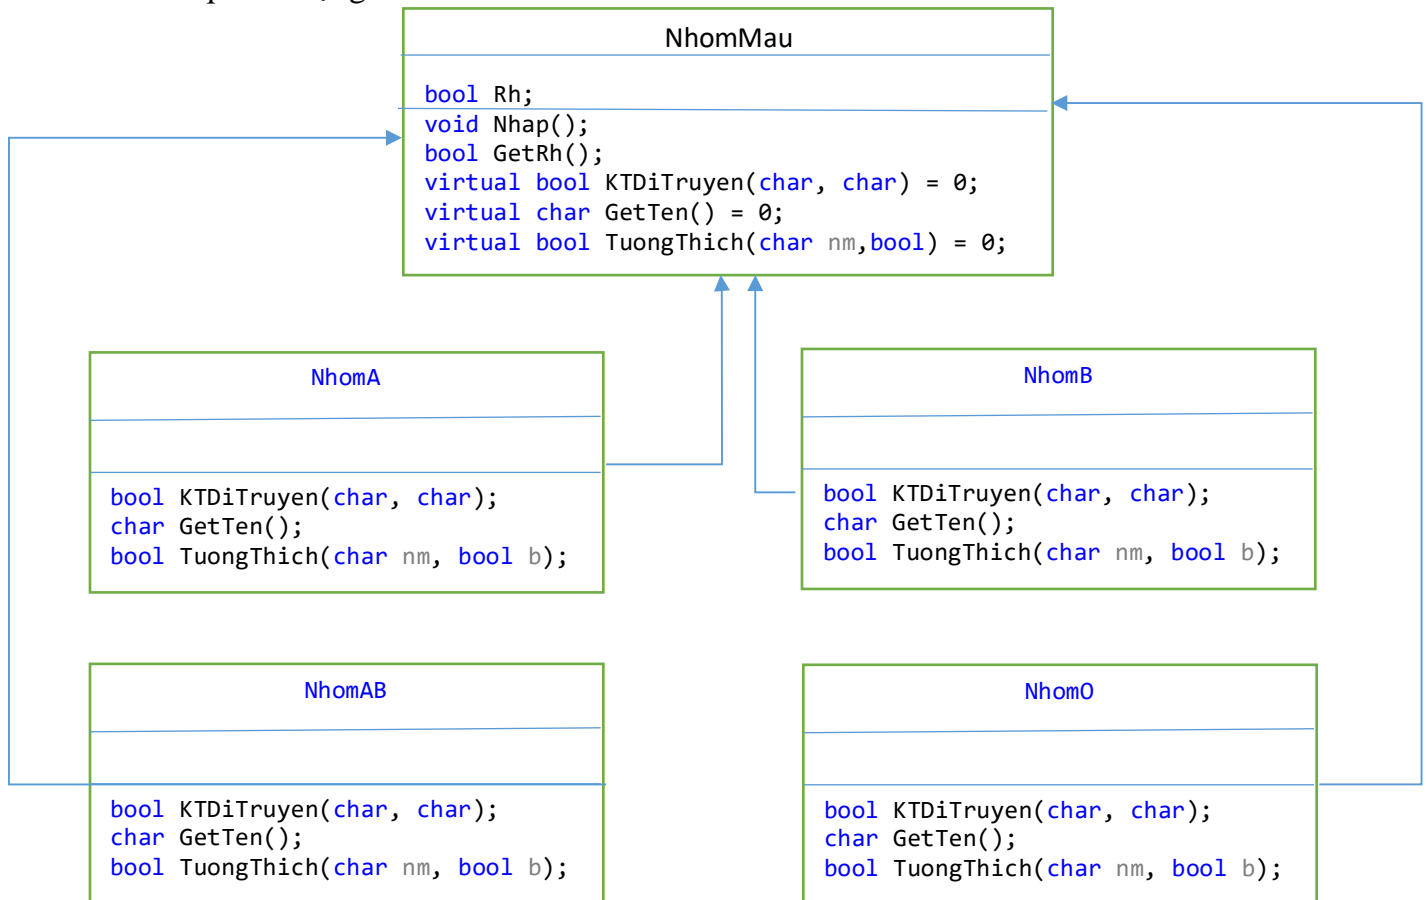 NhomMau
bool Rh;
void Nhap();
bool GetRh();
virtual bool KTDiTruyen(char, char) = 0;
virtual char GetTen() = 0;
virtual bool TuongThich(char nm,bool) = 0;
NhomA
bool KTDiTruyen(char, char);
char GetTen();
bool TuongThich(char nm, bool b);
NhomB
bool KTDiTruyen(char, char);
char GetTen();
bool TuongThich(char nm, bool b);
NhomAB
bool KTDiTruyen(char, char);
char GetTen();
bool TuongThich(char nm, bool b);
NhomO
bool KTDiTruyen(char, char);
char GetTen();
bool TuongThich(char nm, bool b);